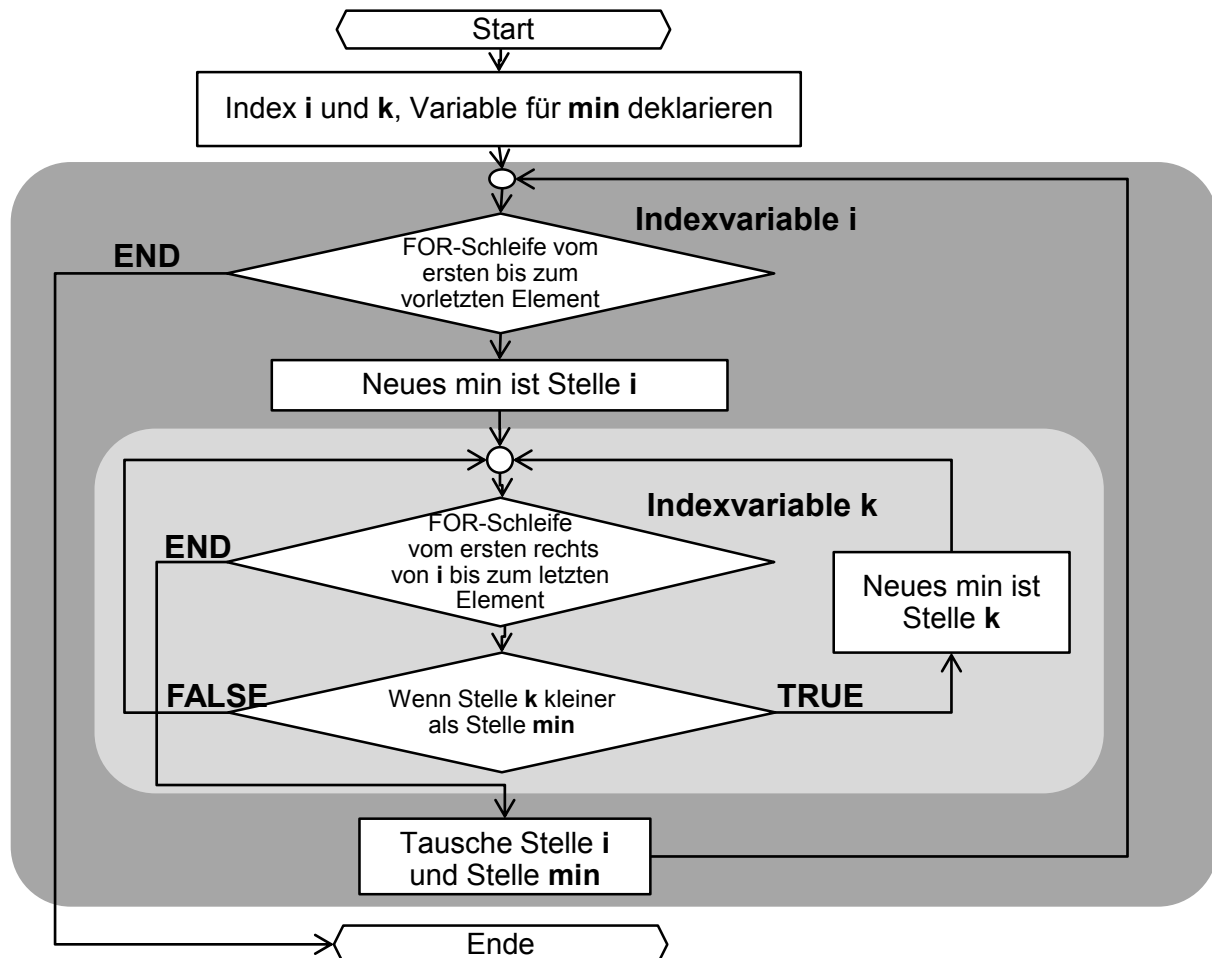 Start
Index i und k, Variable für min deklarieren
Indexvariable i
END
FOR-Schleife vom
ersten bis zum
vorletzten Element
Neues min ist Stelle i
Indexvariable k
END
FOR-Schleife
vom ersten rechts
von i bis zum letzten
Element
Neues min ist
Stelle k
FALSE
Wenn Stelle k kleiner
als Stelle min
TRUE
Tausche Stelle i
und Stelle min
Ende